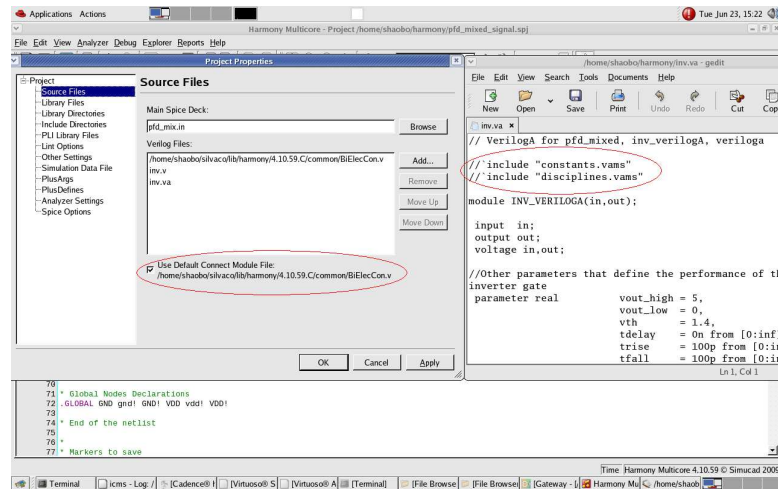 Applications Actions
Tue Jun 23, 15:22
Harmony Multicore - Project /home/shaobo/harmony/pfd_mixed_signal.spj
File Edit View Analyzer Debug Explorer Reports Help
Project Properties
Project
Source Files
Library Files
Library Directories
Include Directories
PLI Library Files
Lint Options
Other Settings
Simulation Data File
PlusArgs
PlusDefines
Analyzer Settings
Spice Options
Source Files
Main Spice Deck:
pfd_mix.in
Browse
Verilog Files:
/home/shaobo/silvaco/lib/harmony/4.10.59.C/common/BiElecCon.v
inv.v
inv.va
Add...
Remove
Move Up
Move Down
Use Default Connect Module File:
/home/shaobo/silvaco/lib/harmony/4.10.59.C/common/BiElecCon.v
OK Cancel Apply
/home/shaobo/harmony/inv.va - gedit
File Edit View Search Tools Documents Help
New Open Save Print Undo Redo Cut Cop
inv.va
// VerilogA for pfd_mixed, inv_verilogA, veriloga
//`include "constants.vams"
//`include "disciplines.vams"
module INV_VERILOGA(in,out);
input in;
output out;
voltage in,out;
//Other parameters that define the performance of th
inverter gate
parameter real vout_high = 5,
vout_low = 0,
vth = 1.4,
tdelay = 0n from [0:inf
trise = 100p from [0:in
tfall = 100p from [0:in
Ln 1, Col 1
70
71 * Global Nodes Declarations
72 .GLOBAL GND gnd! GND! VDD vdd! VDD!
73
74 * End of the netlist
75
76 *
77 * Markers to save
Time Harmony Multicore 4.10.59 © Simucad 2009
Terminal icms - Log: / [Cadence® I [Virtuoso® S [Virtuoso® A [Terminal] [File Browse [File Browse [Gateway - [ Harmony Mu /home/shaob